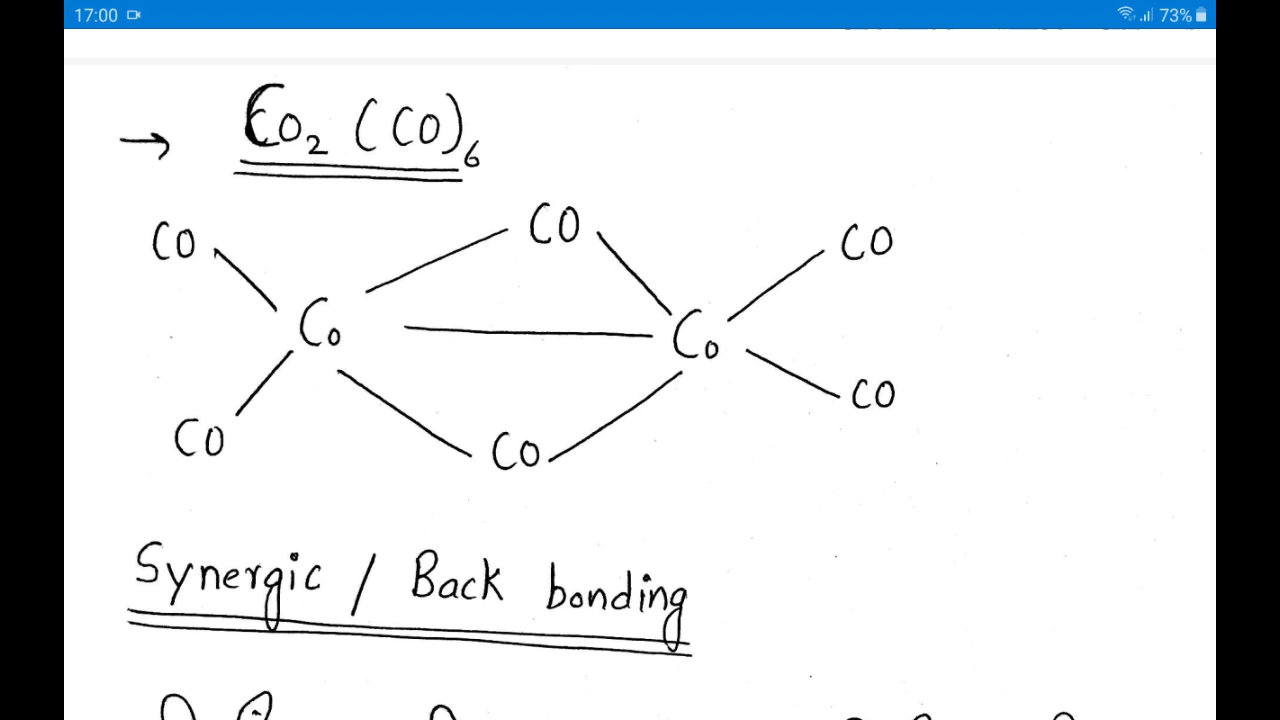 17:00 73%
→ Co₂ (CO)₆
CO CO CO
Co Co
CO CO CO
Synergic / Back bonding